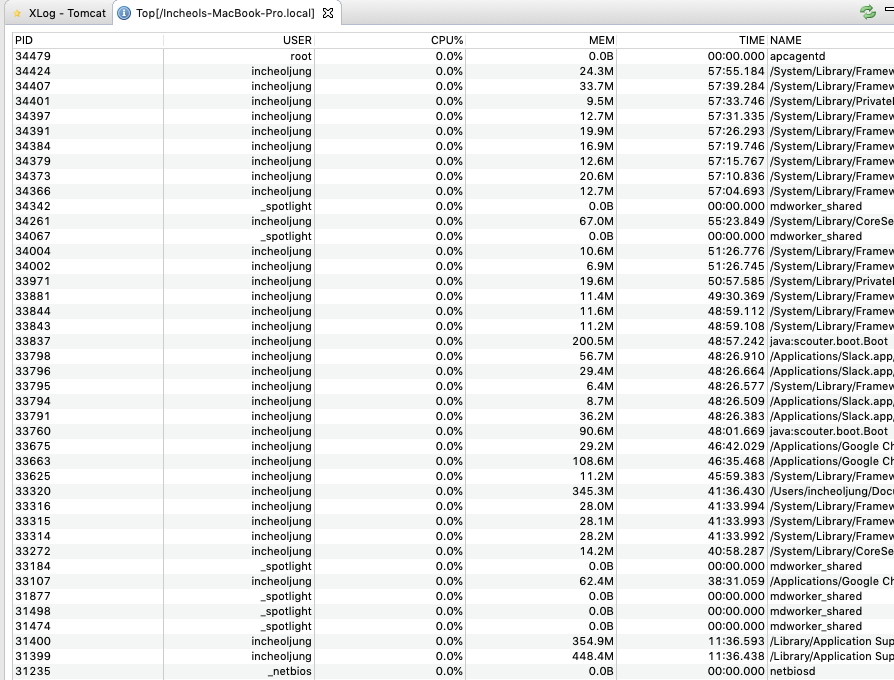 XLog - Tomcat Top[/Incheols-MacBook-Pro.local]
PID USER CPU% MEM TIME NAME
34479 root 0.0% 0.0B 00:00.000 apcagentd
34424 incheoljung 0.0% 24.3M 57:55.184 /System/Library/Framew
34407 incheoljung 0.0% 33.7M 57:39.284 /System/Library/Framew
34401 incheoljung 0.0% 9.5M 57:33.746 /System/Library/Privatel
34397 incheoljung 0.0% 12.7M 57:31.335 /System/Library/Framew
34391 incheoljung 0.0% 19.9M 57:26.293 /System/Library/Framew
34384 incheoljung 0.0% 16.9M 57:19.746 /System/Library/Framew
34379 incheoljung 0.0% 12.6M 57:15.767 /System/Library/Framew
34373 incheoljung 0.0% 20.6M 57:10.836 /System/Library/Framew
34366 incheoljung 0.0% 12.7M 57:04.693 /System/Library/Framew
34342 _spotlight 0.0% 0.0B 00:00.000 mdworker_shared
34261 incheoljung 0.0% 67.0M 55:23.849 /System/Library/CoreSe
34067 _spotlight 0.0% 0.0B 00:00.000 mdworker_shared
34004 incheoljung 0.0% 10.6M 51:26.776 /System/Library/Framew
34002 incheoljung 0.0% 6.9M 51:26.745 /System/Library/Framew
33971 incheoljung 0.0% 19.6M 50:57.585 /System/Library/Privatel
33881 incheoljung 0.0% 11.4M 49:30.369 /System/Library/Framew
33844 incheoljung 0.0% 11.6M 48:59.112 /System/Library/Framew
33843 incheoljung 0.0% 11.2M 48:59.108 /System/Library/Framew
33837 incheoljung 0.0% 200.5M 48:57.242 java:scouter.boot.Boot
33798 incheoljung 0.0% 56.7M 48:26.910 /Applications/Slack.app,
33796 incheoljung 0.0% 29.4M 48:26.664 /Applications/Slack.app,
33795 incheoljung 0.0% 6.4M 48:26.577 /System/Library/Framew
33794 incheoljung 0.0% 8.7M 48:26.509 /Applications/Slack.app,
33791 incheoljung 0.0% 36.2M 48:26.383 /Applications/Slack.app,
33760 incheoljung 0.0% 90.6M 48:01.669 java:scouter.boot.Boot
33675 incheoljung 0.0% 29.2M 46:42.029 /Applications/Google Ch
33663 incheoljung 0.0% 108.6M 46:35.468 /Applications/Google Ch
33625 incheoljung 0.0% 11.2M 45:59.383 /System/Library/Framew
33320 incheoljung 0.0% 345.3M 41:36.430 /Users/incheoljung/Doc
33316 incheoljung 0.0% 28.0M 41:33.994 /System/Library/Framew
33315 incheoljung 0.0% 28.1M 41:33.993 /System/Library/Framew
33314 incheoljung 0.0% 28.2M 41:33.992 /System/Library/Framew
33272 incheoljung 0.0% 14.2M 40:58.287 /System/Library/CoreSe
33184 _spotlight 0.0% 0.0B 00:00.000 mdworker_shared
33107 incheoljung 0.0% 62.4M 38:31.059 /Applications/Google Ch
31877 _spotlight 0.0% 0.0B 00:00.000 mdworker_shared
31498 _spotlight 0.0% 0.0B 00:00.000 mdworker_shared
31474 _spotlight 0.0% 0.0B 00:00.000 mdworker_shared
31400 incheoljung 0.0% 354.9M 11:36.593 /Library/Application Sup
31399 incheoljung 0.0% 448.4M 11:36.438 /Library/Application Sup
31235 _netbios 0.0% 0.0B 00:00.000 netbiosd